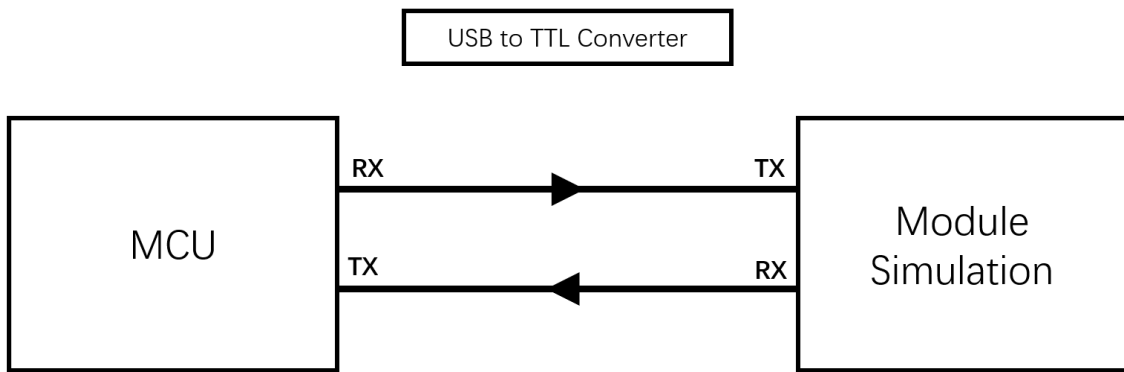 USB to TTL Converter
RX
TX
MCU
Module
Simulation
TX
RX